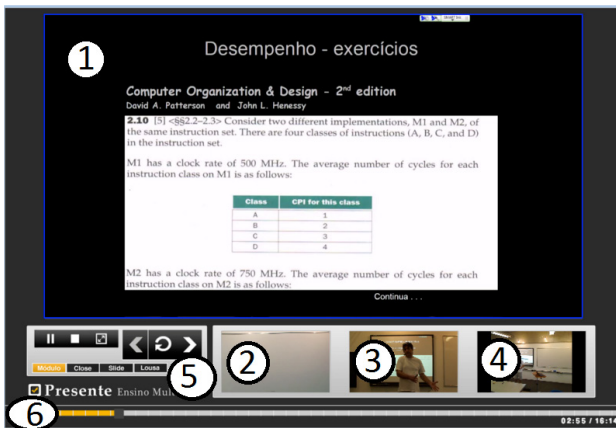 1
Desempenho - exercícios
Computer Organization & Design - 2nd edition
David A. Patterson and John L. Henessy
2.10 [5] <§§2.2–2.3> Consider two different implementations, M1 and M2, of
the same instruction set. There are four classes of instructions (A, B, C, and D)
in the instruction set.
M1 has a clock rate of 500 MHz. The average number of cycles for each
instruction class on M1 is as follows:
Class CPI for this class
A 1
B 2
C 3
D 4
M2 has a clock rate of 750 MHz. The average number of cycles for each
instruction class on M2 is as follows:
Continua . . .
2
3
4
Módulo Close Slide Lousa
5
Presente Ensino Mul
6
02:55 / 16:14